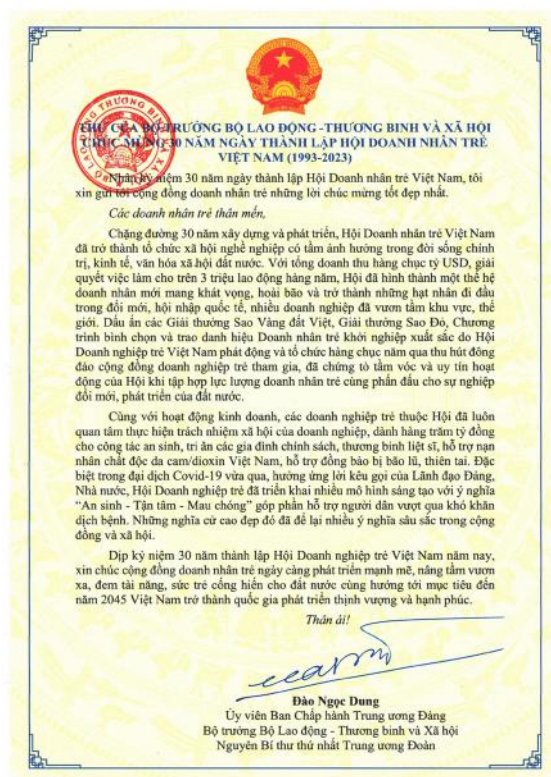 THƯ CỦA BỘ TRƯỞNG BỘ LAO ĐỘNG - THƯƠNG BINH VÀ XÃ HỘI
CHÚC MỪNG 30 NĂM NGÀY THÀNH LẬP HỘI DOANH NHÂN TRẺ
VIỆT NAM (1993-2023)
Nhân kỷ niệm 30 năm ngày thành lập Hội Doanh nhân trẻ Việt Nam, tôi
xin gửi tới cộng đồng doanh nhân trẻ những lời chúc mừng tốt đẹp nhất.
Các doanh nhân trẻ thân mến,
Chặng đường 30 năm xây dựng và phát triển, Hội Doanh nhân trẻ Việt Nam
đã trở thành tổ chức xã hội nghề nghiệp có tầm ảnh hưởng trong đời sống chính
trị, kinh tế, văn hóa xã hội đất nước. Với tổng doanh thu hàng chục tỷ USD, giải
quyết việc làm cho trên 3 triệu lao động hàng năm, Hội đã hình thành một thế hệ
doanh nhân mới mang khát vọng, hoài bão và trở thành những hạt nhân đi đầu
trong đổi mới, hội nhập quốc tế, nhiều doanh nghiệp đã vươn tầm khu vực, thế
giới. Dấu ấn các Giải thưởng Sao Vàng đất Việt, Giải thưởng Sao Đỏ, Chương
trình bình chọn và trao danh hiệu Doanh nhân trẻ khởi nghiệp xuất sắc do Hội
Doanh nghiệp trẻ Việt Nam phát động và tổ chức hàng chục năm qua thu hút đông
đảo cộng đồng doanh nghiệp trẻ tham gia, đã chứng tỏ tầm vóc và uy tín hoạt
động của Hội khi tập hợp lực lượng doanh nhân trẻ cùng phấn đấu cho sự nghiệp
đổi mới, phát triển của đất nước.
Cùng với hoạt động kinh doanh, các doanh nghiệp trẻ thuộc Hội đã luôn
quan tâm thực hiện trách nhiệm xã hội của doanh nghiệp, dành hàng trăm tỷ đồng
cho công tác an sinh, tri ân các gia đình chính sách, thương binh liệt sĩ, hỗ trợ nạn
nhân chất độc da cam/dioxin Việt Nam, hỗ trợ đồng bào bị bão lũ, thiên tai. Đặc
biệt trong đại dịch Covid-19 vừa qua, hưởng ứng lời kêu gọi của Lãnh đạo Đảng,
Nhà nước, Hội Doanh nghiệp trẻ đã triển khai nhiều mô hình sáng tạo với ý nghĩa
“An sinh - Tận tâm - Mau chóng” góp phần hỗ trợ người dân vượt qua khó khăn
dịch bệnh. Những nghĩa cử cao đẹp đó đã để lại nhiều ý nghĩa sâu sắc trong cộng
đồng và xã hội.
Dịp kỷ niệm 30 năm thành lập Hội Doanh nghiệp trẻ Việt Nam năm nay,
xin chúc cộng đồng doanh nhân trẻ ngày càng phát triển mạnh mẽ, nâng tầm vươn
xa, đem tài năng, sức trẻ cống hiến cho đất nước cùng hướng tới mục tiêu đến
năm 2045 Việt Nam trở thành quốc gia phát triển thịnh vượng và hạnh phúc.
Thân ái!
Đào Ngọc Dung
Ủy viên Ban Chấp hành Trung ương Đảng
Bộ trưởng Bộ Lao động - Thương binh và Xã hội
Nguyên Bí thư thứ nhất Trung ương Đoàn